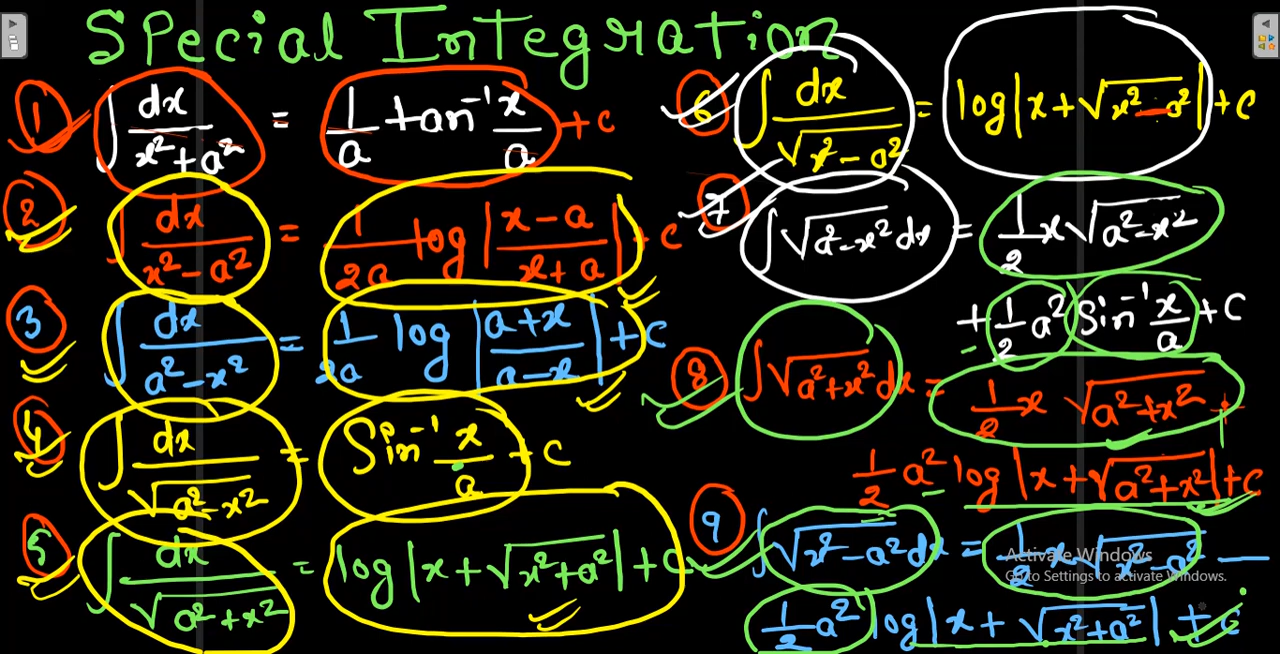 Special Integration
① ∫ dx/(x²+a²) = 1/a tan⁻¹ x/a + c
② ∫ dx/(x²-a²) = 1/2a log |(x-a)/(x+a)| + c
③ ∫ dx/(a²-x²) = 1/2a log |(a+x)/(a-x)| + c
④ ∫ dx/√(a²-x²) = Sin⁻¹ x/a + c
⑤ ∫ dx/√(a²+x²) = log |x+√(x²+a²)| + c
⑥ ∫ dx/√(x²-a²) = log |x+√(x²-a²)| + c
⑦ ∫ √(a²-x²) dx = 1/2 x √(a²-x²)
+ 1/2 a² Sin⁻¹ x/a + c
⑧ ∫ √(a²+x²) dx = 1/2 x √(a²+x²) +
1/2 a² log |x+√(a²+x²)| + c
⑨ ∫ √(x²-a²) dx = 1/2 x √(x²-a²) -
1/2 a² log |x+√(x²+a²)| + c
Activate Windows
Go to Settings to activate Windows.